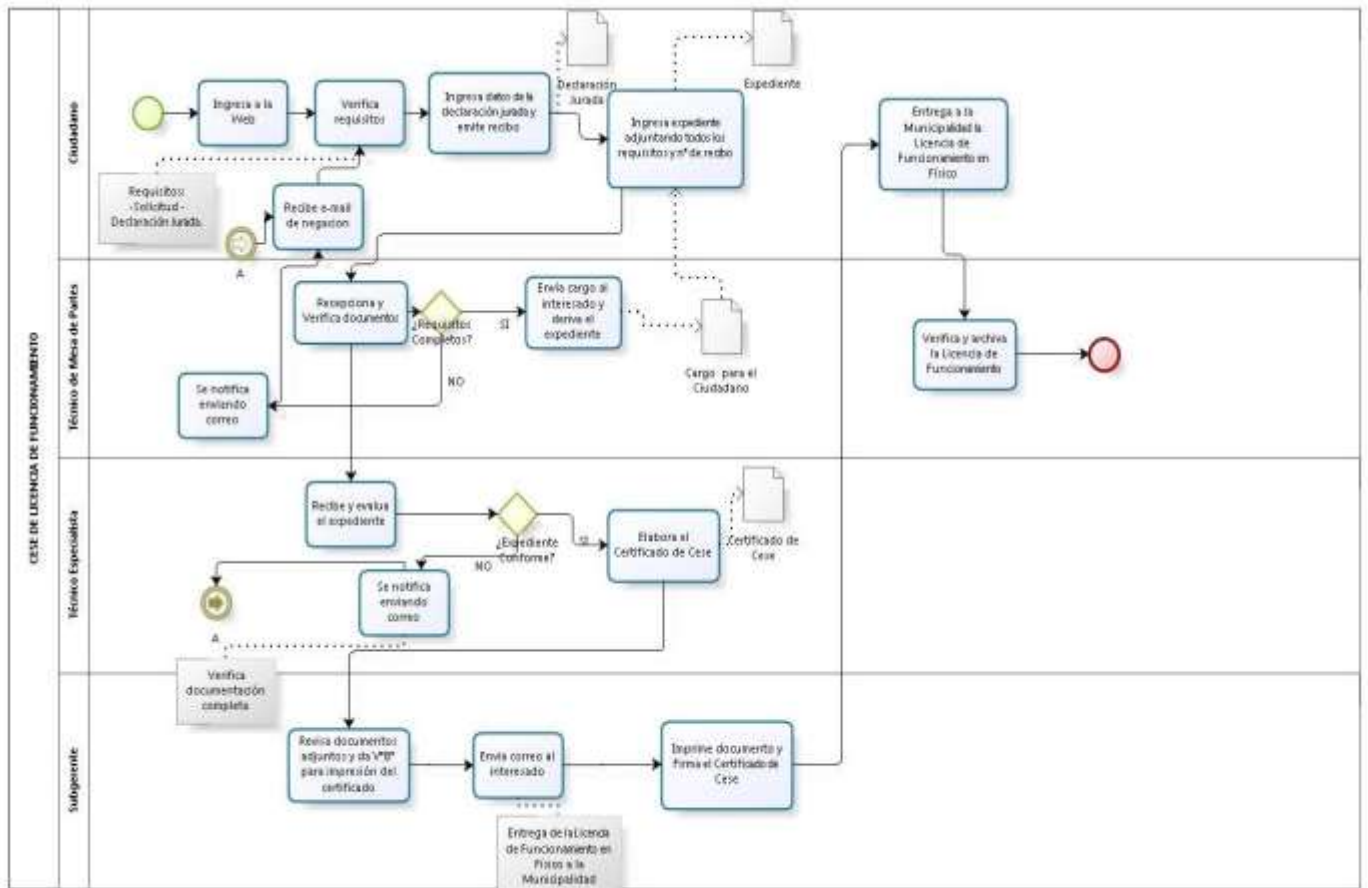 CESE DE LICENCIA DE FUNCIONAMIENTO
Ciudadano
Ingresa a la
Web
Verifica
requisitos
Ingresa datos de la
declaración jurada y
emite recibo
Declaración
Jurada
Ingresa expediente
adjuntando todos los
requisitos y n° de recibo
Expediente
Entrega a la
Municipalidad la
Licencia de
Funcionamiento en
Físico
Requisitos:
-Solicitud -
Declaración Jurada.
Recibe e-mail
de negacion
A
Técnico de Mesa de Partes
Recepciona y
Verifica documentos
¿Requisitos
Completos?
SI
NO
Envía cargo al
interesado y
deriva el
expediente
Cargo para el
Ciudadano
Se notifica
enviando
correo
Verifica y archiva
la Licencia de
Funcionamiento
Técnico Especialista
Recibe y evalua
el expediente
¿Expediente
Conforme?
SI
NO
Elabora el
Certificado de Cese
Certificado de
Cese
Se notifica
enviando
correo
A
Verifica
documentación
completa
Subgerente
Revisa documentos
adjuntos y da V°B°
para impresión del
certificado
Envía correo al
interesado
Imprime documento y
Firma el Certificado de
Cese
Entrega de la Licencia
de Funcionamiento en
Físico a la
Municipalidad